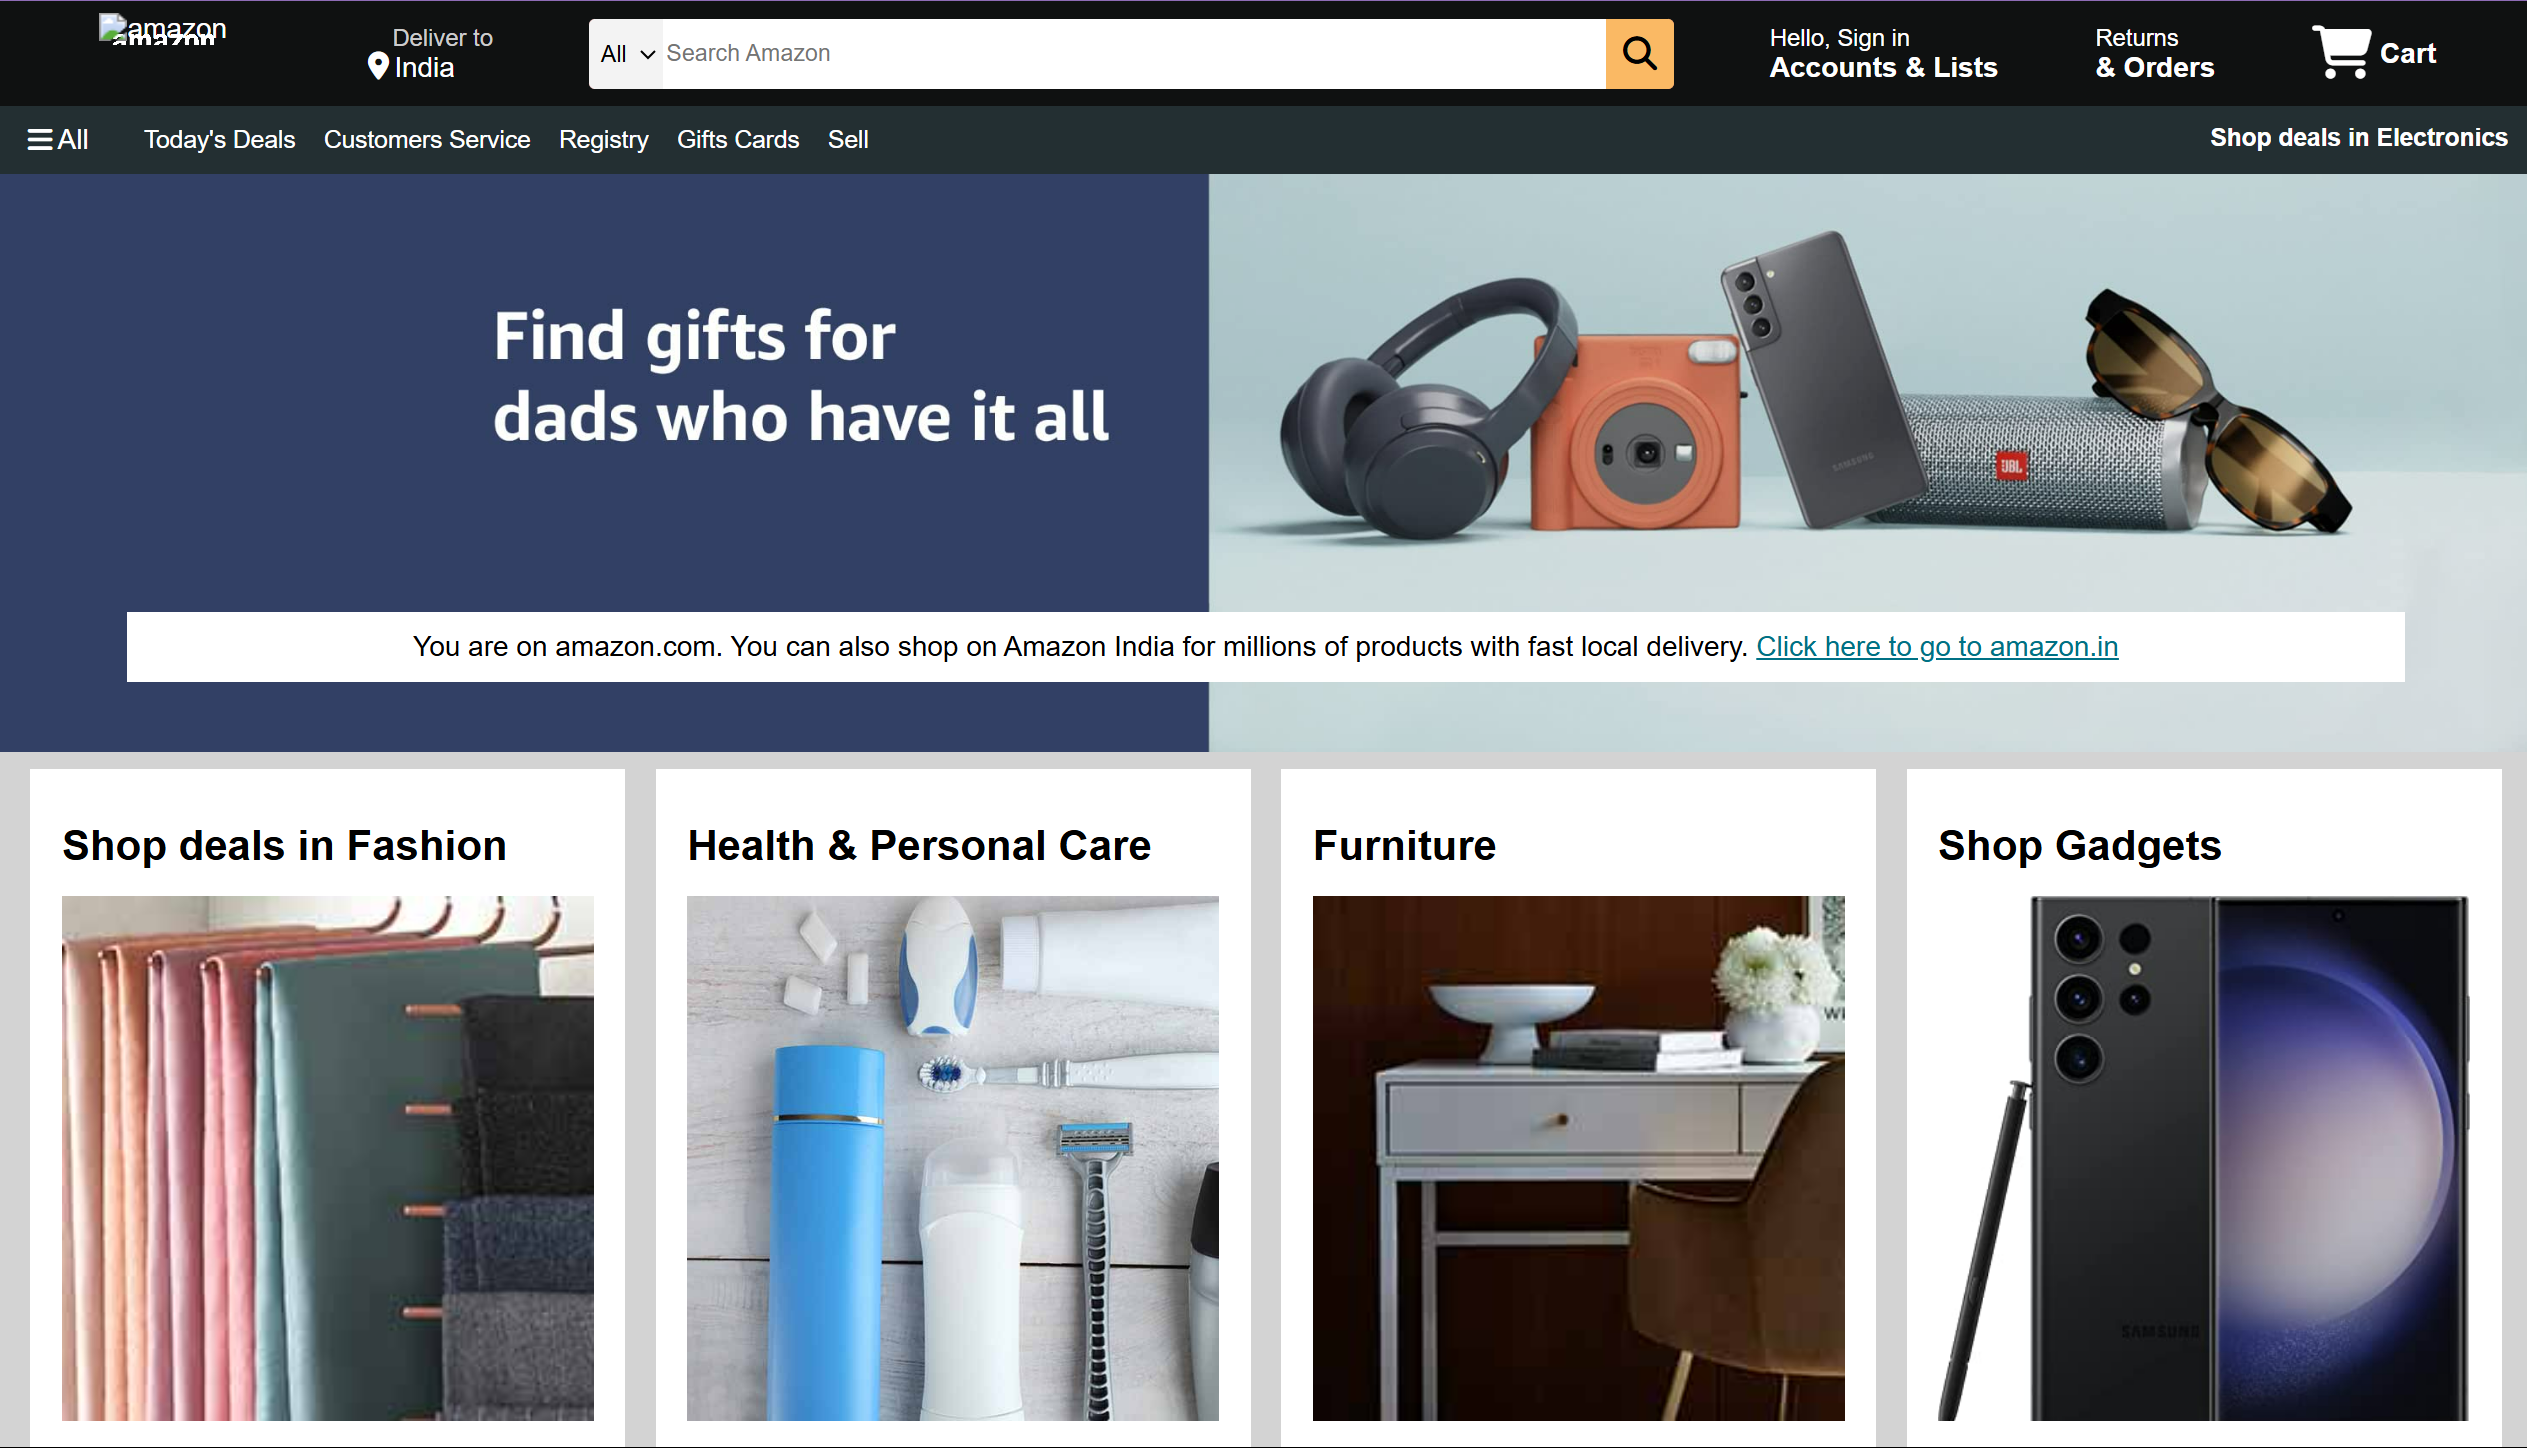 amazon
amazon
Deliver to
India
All
Search Amazon
Hello, Sign in
Accounts & Lists
Returns
& Orders
Cart
All
Today's Deals
Customers Service
Registry
Gifts Cards
Sell
Shop deals in Electronics
Find gifts for
dads who have it all
SAMSUNG
JBL
You are on amazon.com. You can also shop on Amazon India for millions of products with fast local delivery. Click here to go to amazon.in
Shop deals in Fashion
Health & Personal Care
Furniture
Shop Gadgets
SAMSUNG